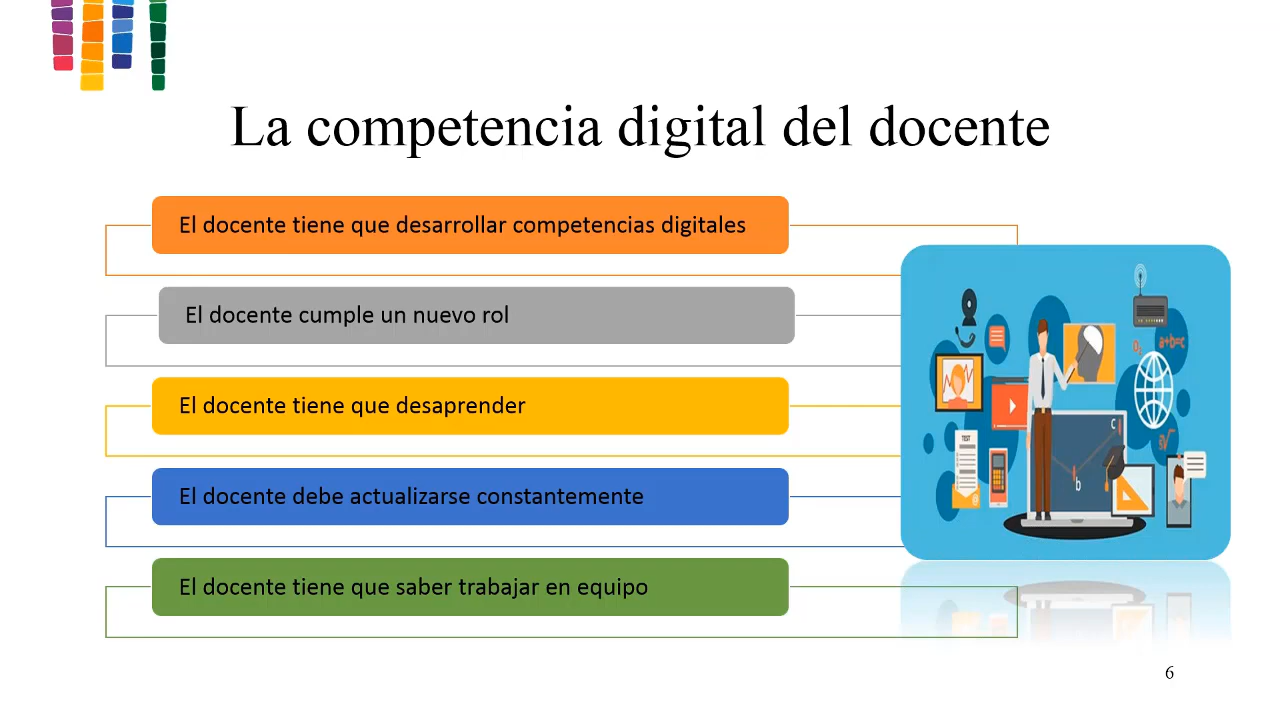 La competencia digital del docente
El docente tiene que desarrollar competencias digitales
El docente cumple un nuevo rol
El docente tiene que desaprender
El docente debe actualizarse constantemente
El docente tiene que saber trabajar en equipo
a+b=c
TEST
c
b
6